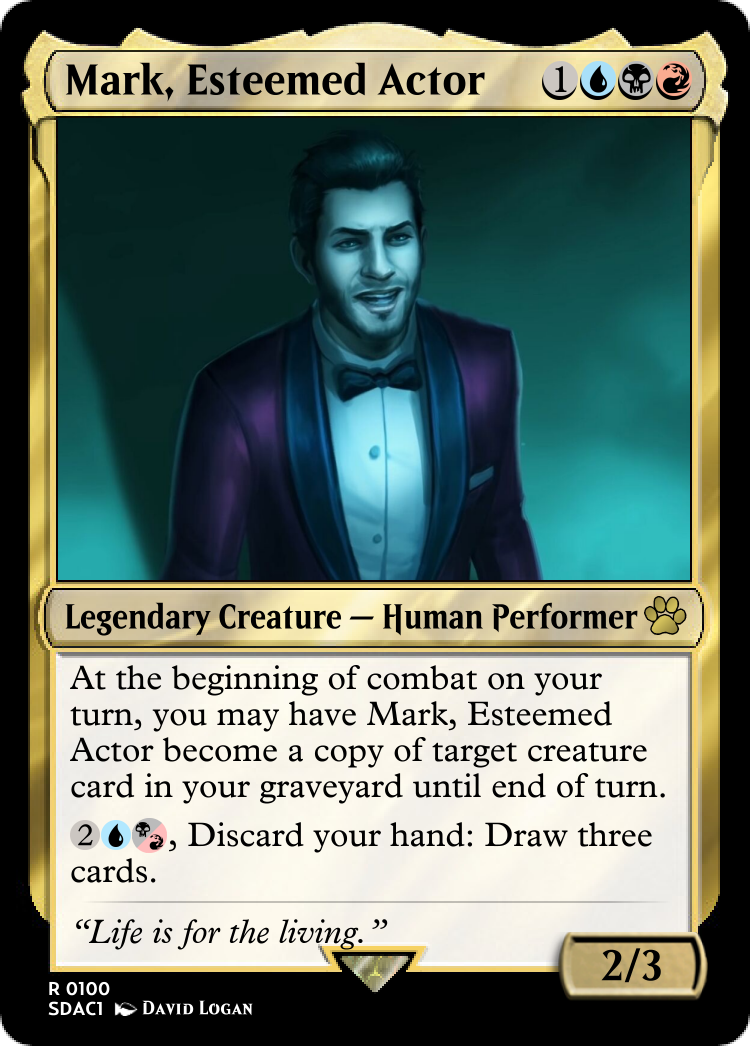 Mark, Esteemed Actor 1
Legendary Creature — Human Performer
At the beginning of combat on your
turn, you may have Mark, Esteemed
Actor become a copy of target creature
card in your graveyard until end of turn.
2 , Discard your hand: Draw three
cards.
“Life is for the living.”
2/3
R 0100
SDAC1 David Logan